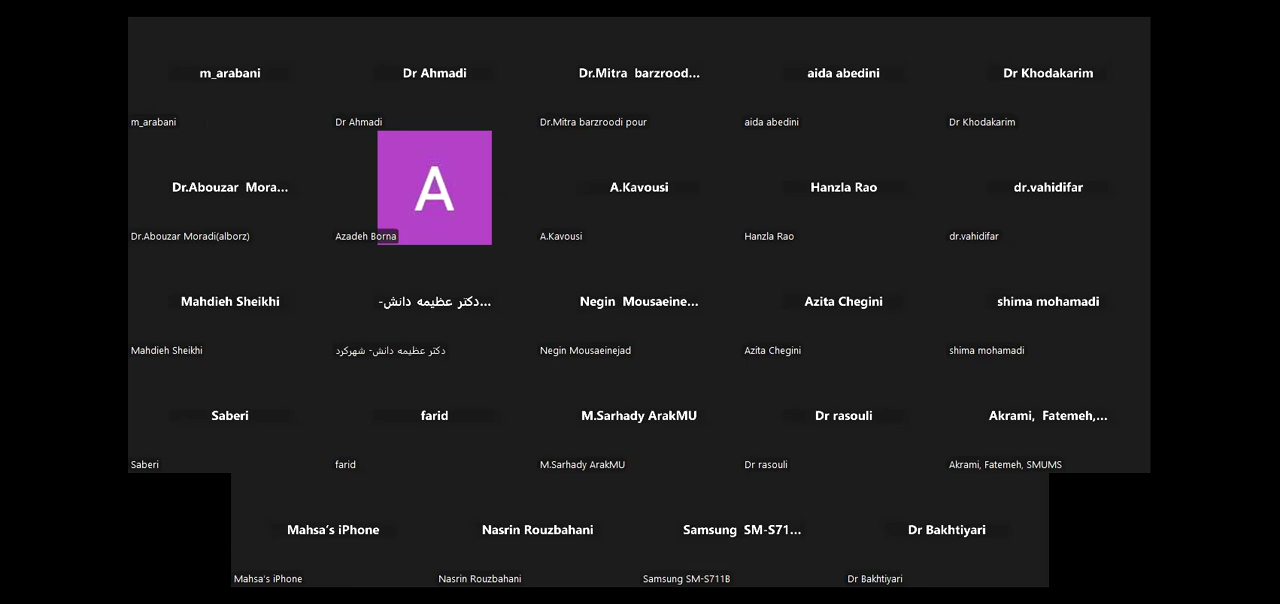 m_arabani
Dr Ahmadi
Dr.Mitra barzrood...
aida abedini
Dr Khodakarim
m_arabani
Dr Ahmadi
Dr.Mitra barzroodi pour
aida abedini
Dr Khodakarim
Dr.Abouzar Mora...
A
A.Kavousi
Hanzla Rao
dr.vahidifar
Dr.Abouzar Moradi(alborz)
Azadeh Borna
A.Kavousi
Hanzla Rao
dr.vahidifar
Mahdieh Sheikhi
دکتر عظیمه دانش-...
Negin Mousaeine...
Azita Chegini
shima mohamadi
Mahdieh Sheikhi
دکتر عظیمه دانش- شهرکرد
Negin Mousaeinejad
Azita Chegini
shima mohamadi
Saberi
farid
M.Sarhady ArakMU
Dr rasouli
Akrami, Fatemeh,...
Saberi
farid
M.Sarhady ArakMU
Dr rasouli
Akrami, Fatemeh, SMUMS
Mahsa's iPhone
Nasrin Rouzbahani
Samsung SM-S71...
Dr Bakhtiyari
Mahsa's iPhone
Nasrin Rouzbahani
Samsung SM-S711B
Dr Bakhtiyari